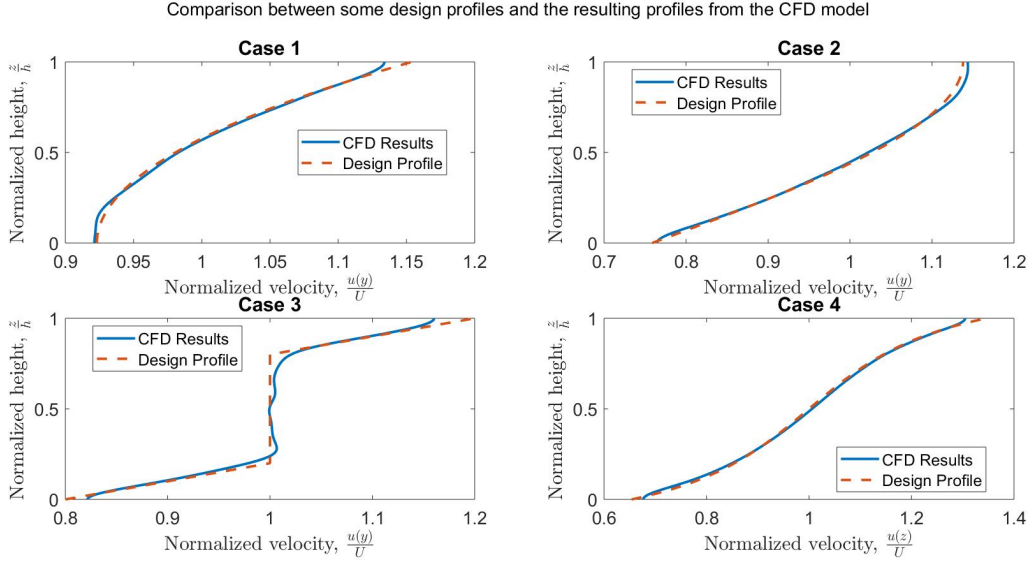 Comparison between some design profiles and the resulting profiles from the CFD model
Case 1
Normalized height, z/h
1
0.5
0
CFD Results
Design Profile
0.9 0.95 1 1.05 1.1 1.15 1.2
Normalized velocity, u(y)/U
Case 2
Normalized height, z/h
1
0.5
0
CFD Results
Design Profile
0.7 0.8 0.9 1 1.1 1.2
Normalized velocity, u(y)/U
Case 3
Normalized height, z/h
1
0.5
0
CFD Results
Design Profile
0.8 0.9 1 1.1 1.2
Normalized velocity, u(y)/U
Case 4
Normalized height, z/h
1
0.5
0
CFD Results
Design Profile
0.6 0.8 1 1.2 1.4
Normalized velocity, u(z)/U